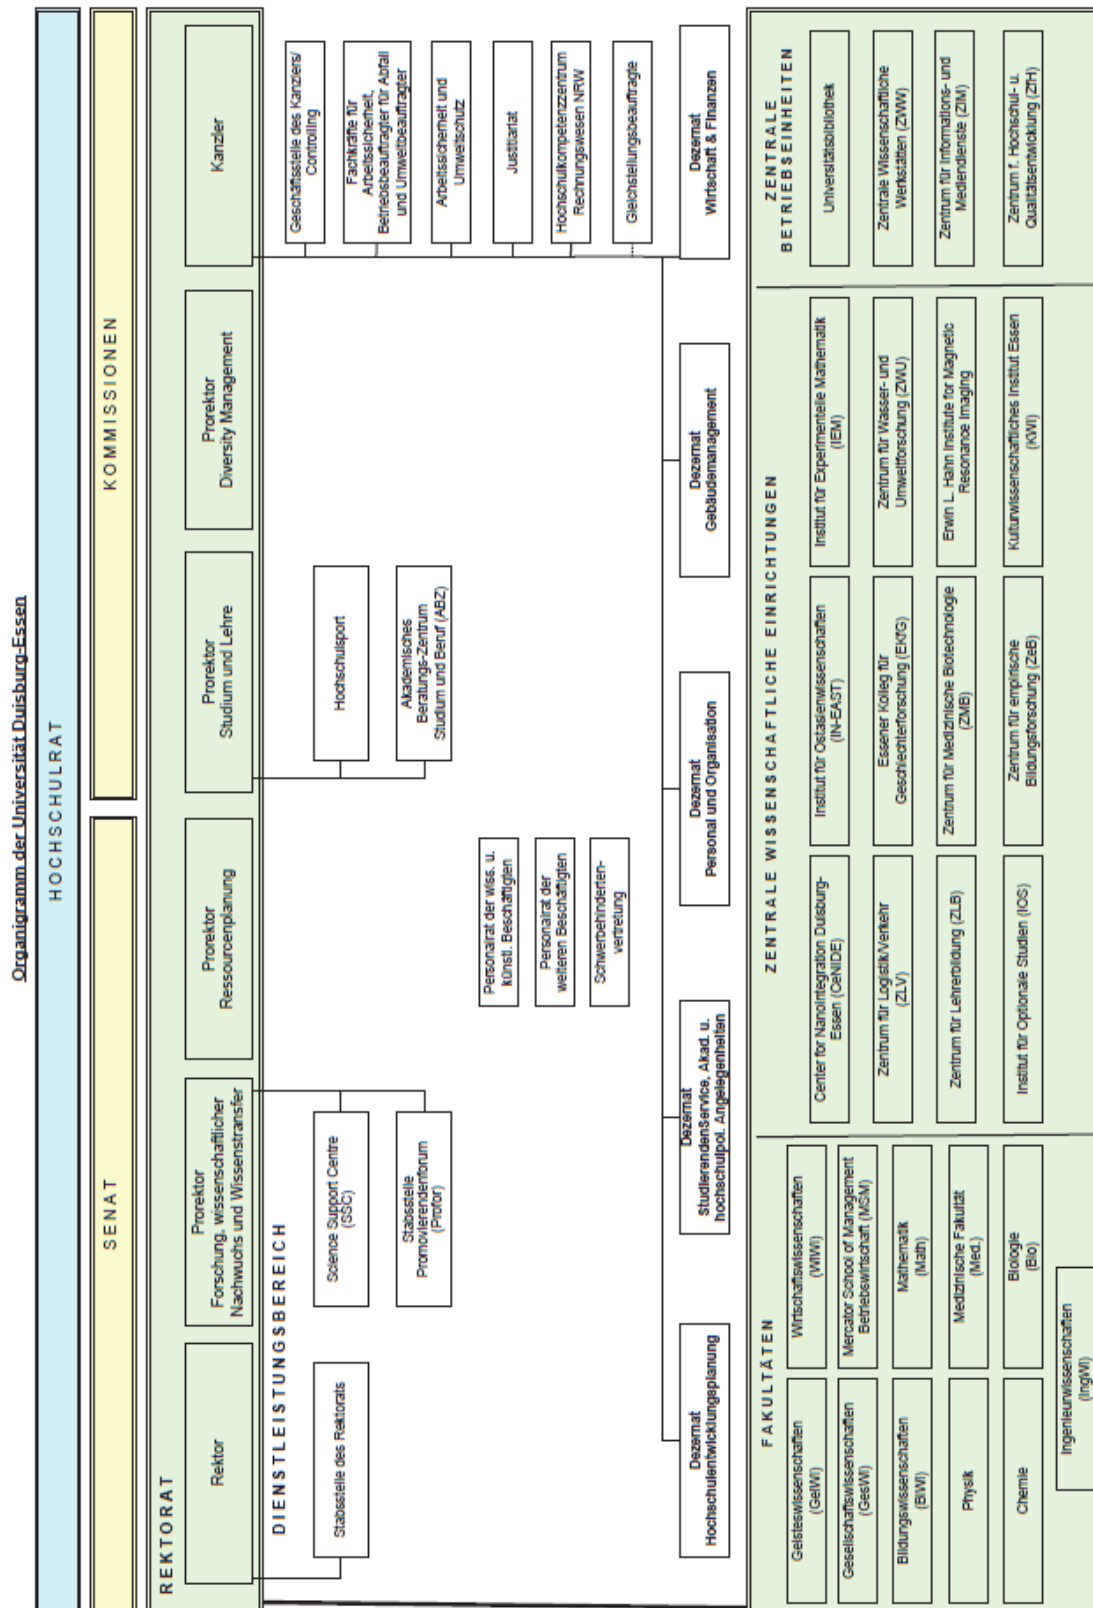 Organigramm der Universität Duisburg-Essen
HOCHSCHULRAT
SENAT
KOMMISSIONEN
REKTORAT
Rektor
Prorektor
Forschung, wissenschaftlicher
Nachwuchs und Wissenstransfer
Prorektor
Ressourcenplanung
Prorektor
Studium und Lehre
Prorektor
Diversity Management
Kanzler
DIENSTLEISTUNGSBEREICH
Stabsstelle des Rektorats
Science Support Centre
(SSC)
Stabsstelle
Promovierendenforum
(Profor)
Personalrat der wiss. u.
künstl. Beschäftigten
Personalrat der
weiteren Beschäftigten
Schwerbehinderten-
vertretung
Hochschulsport
Akademisches
Beratungs-Zentrum
Studium und Beruf (ABZ)
Geschäftsstelle des Kanzlers/
Controlling
Fachkräfte für
Arbeitssicherheit,
Betriebsbeauftragter für Abfall
und Umweltbeauftragter
Arbeitssicherheit und
Umweltschutz
Justitiariat
Hochschulkompetenzzentrum
Rechnungswesen NRW
Gleichstellungsbeauftragte
Dezernat
Hochschulentwicklungsplanung
Dezernat
StudierendenService, Akad. u.
hochschulpol. Angelegenheiten
Dezernat
Personal und Organisation
Dezernat
Gebäudemanagement
Dezernat
Wirtschaft & Finanzen
FAKULTÄTEN
Geisteswissenschaften
(GeiWi)
Wirtschaftswissenschaften
(WiWi)
Gesellschaftswissenschaften
(GesWi)
Mercator School of Management
Betriebswirtschaft (MSM)
Bildungswissenschaften
(BiWi)
Mathematik
(Math)
Physik
Medizinische Fakultät
(Med.)
Chemie
Biologie
(Bio)
Ingenieurwissenschaften
(IngWi)
ZENTRALE WISSENSCHAFTLICHE EINRICHTUNGEN
Center for Nanointegration Duisburg-
Essen (CeNIDE)
Institut für Ostasienwissenschaften
(IN-EAST)
Institut für Experimentelle Mathematik
(IEM)
Zentrum für Logistik/Verkehr
(ZLV)
Essener Kolleg für
Geschlechterforschung (EKfG)
Zentrum für Wasser- und
Umweltforschung (ZWU)
Zentrum für Lehrerbildung (ZLB)
Zentrum für Medizinische Biotechnologie
(ZMB)
Erwin L. Hahn Institute for Magnetic
Resonance Imaging
Institut für Optionale Studien (IOS)
Zentrum für empirische
Bildungsforschung (ZeB)
Kulturwissenschaftliches Institut Essen
(KWI)
ZENTRALE
BETRIEBSEINHEITEN
Universitätsbibliothek
Zentrale Wissenschaftliche
Werkstätten (ZWW)
Zentrum für Informations- und
Mediendienste (ZIM)
Zentrum f. Hochschul- u.
Qualitätsentwicklung (ZfH)